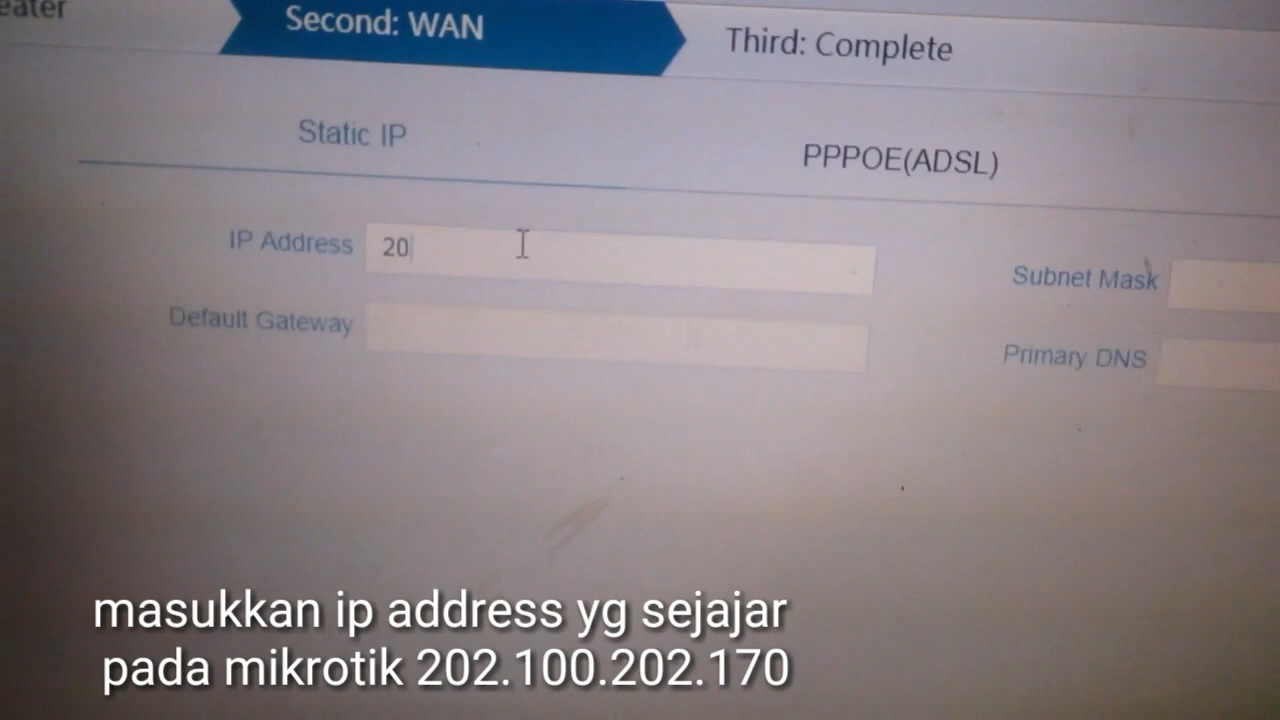 eater
Second: WAN
Third: Complete
Static IP
PPPOE(ADSL)
IP Address 20
Subnet Mask
Default Gateway
Primary DNS
masukkan ip address yg sejajar
pada mikrotik 202.100.202.170